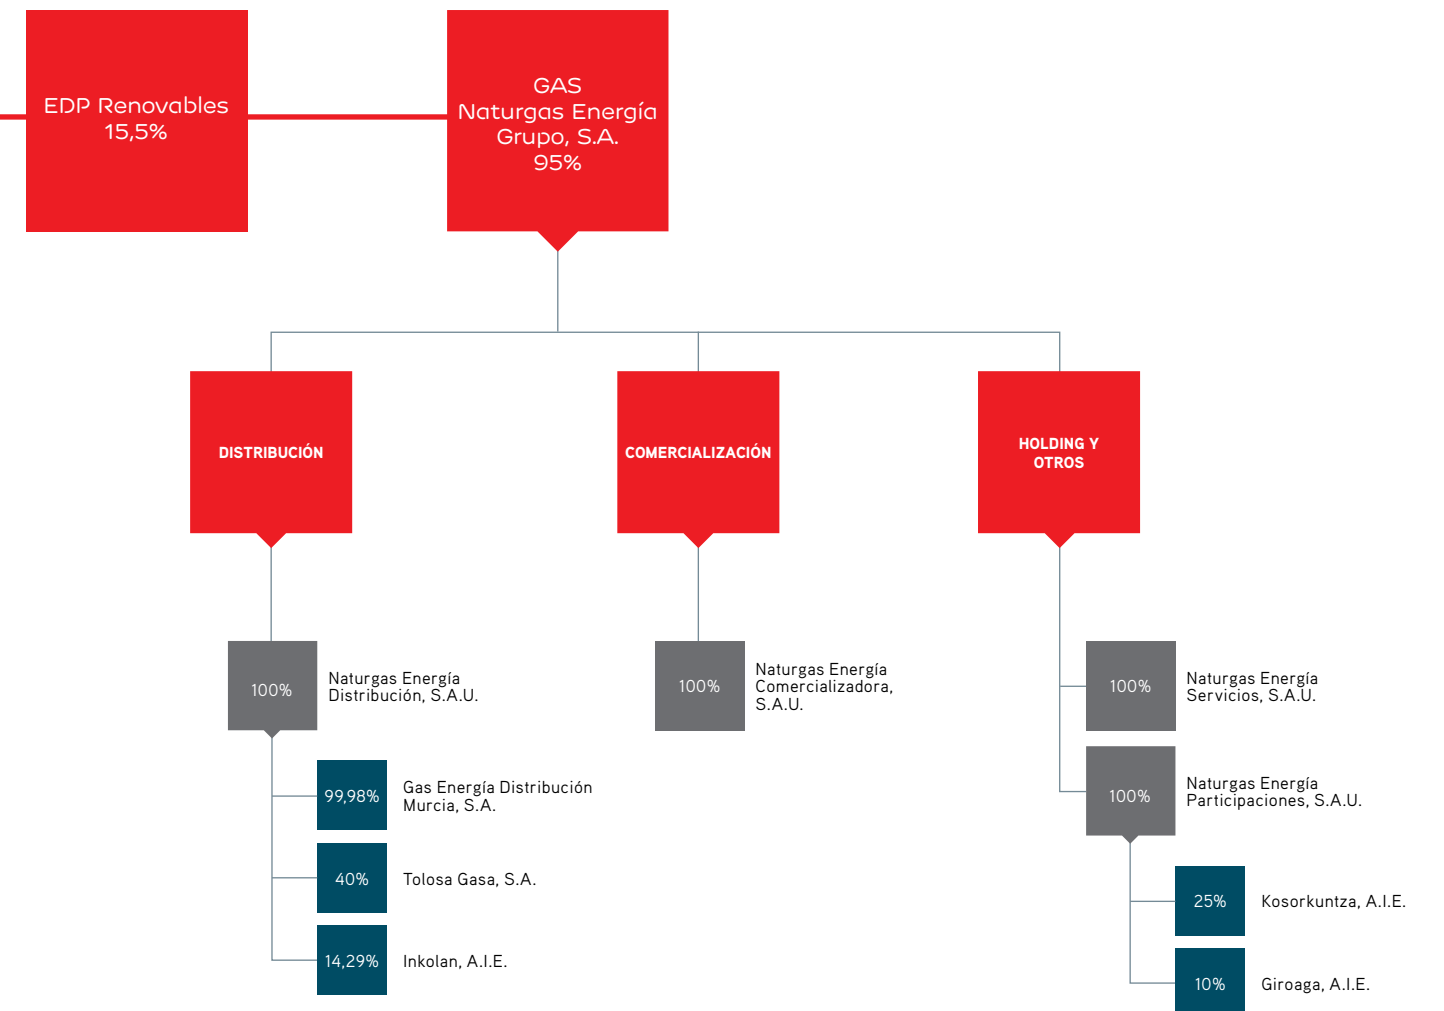 EDP Renovables
15,5%
GAS
Naturgas Energía
Grupo, S.A.
95%
DISTRIBUCIÓN
COMERCIALIZACIÓN
HOLDING Y
OTROS
100%
Naturgas Energía
Distribución, S.A.U.
99,98%
Gas Energía Distribución
Murcia, S.A.
40%
Tolosa Gasa, S.A.
14,29%
Inkolan, A.I.E.
100%
Naturgas Energía
Comercializadora,
S.A.U.
100%
Naturgas Energía
Servicios, S.A.U.
100%
Naturgas Energía
Participaciones, S.A.U.
25%
Kosorkuntza, A.I.E.
10%
Giroaga, A.I.E.